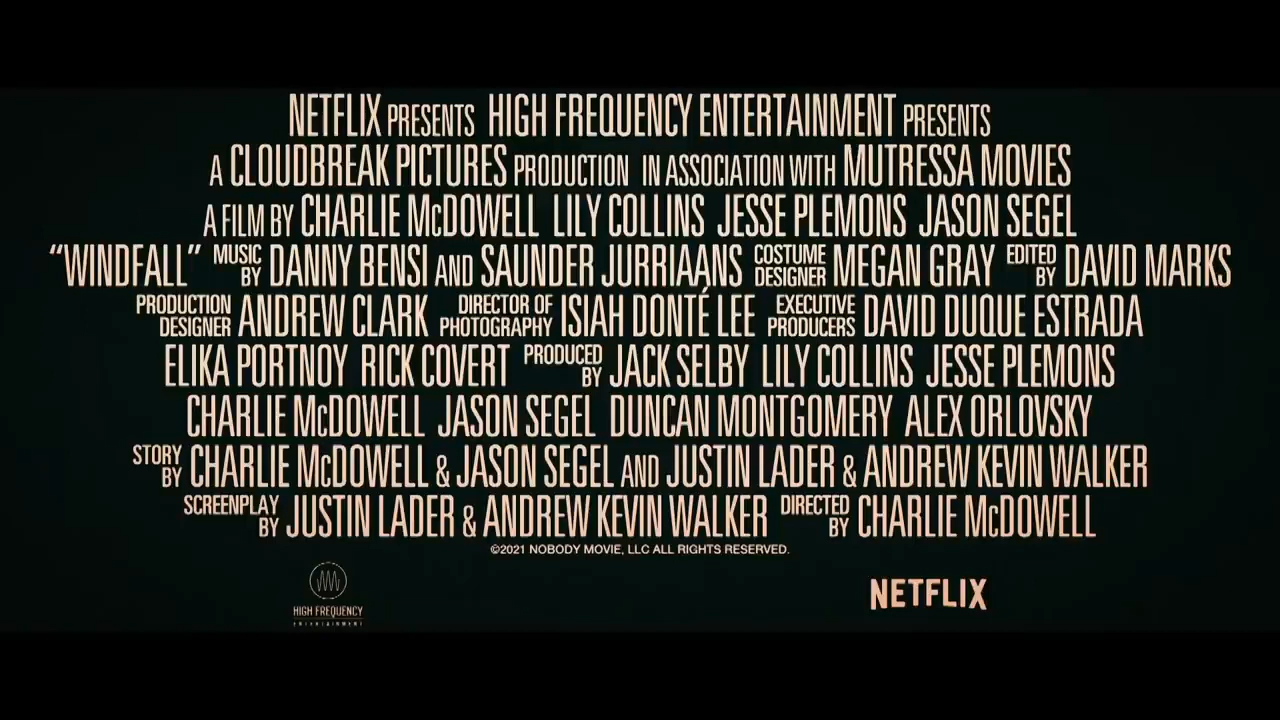 NETFLIX PRESENTS HIGH FREQUENCY ENTERTAINMENT PRESENTS
A CLOUDBREAK PICTURES PRODUCTION IN ASSOCIATION WITH MUTRESSA MOVIES
A FILM BY CHARLIE McDOWELL LILY COLLINS JESSE PLEMONS JASON SEGEL
“WINDFALL” MUSIC BY DANNY BENSI AND SAUNDER JURRIAANS COSTUME DESIGNER MEGAN GRAY EDITED BY DAVID MARKS
PRODUCTION DESIGNER ANDREW CLARK DIRECTOR OF PHOTOGRAPHY ISIAH DONTÉ LEE EXECUTIVE PRODUCERS DAVID DUQUE ESTRADA
ELIKA PORTNOY RICK COVERT PRODUCED BY JACK SELBY LILY COLLINS JESSE PLEMONS
CHARLIE McDOWELL JASON SEGEL DUNCAN MONTGOMERY ALEX ORLOVSKY
STORY BY CHARLIE McDOWELL & JASON SEGEL AND JUSTIN LADER & ANDREW KEVIN WALKER
SCREENPLAY BY JUSTIN LADER & ANDREW KEVIN WALKER DIRECTED BY CHARLIE McDOWELL
©2021 NOBODY MOVIE, LLC ALL RIGHTS RESERVED.
HIGH FREQUENCY
ENTERTAINMENT
NETFLIX